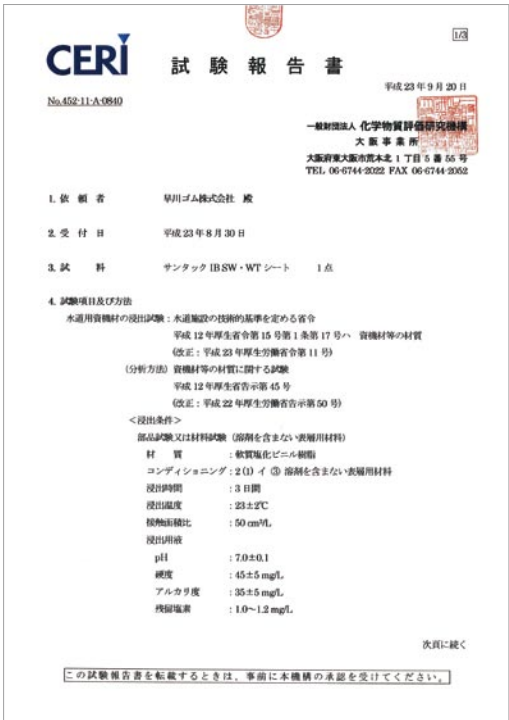 1/3
CERI 試験報告書
平成23年9月20日
No.452-11-A-0840
一般財団法人 化学物質評価研究機構
大阪事業所
大阪府東大阪市荒本北1丁目5番55号
TEL 06-6744-2022 FAX 06-6744-2052
1. 依頼者 早川ゴム株式会社 殿
2. 受付日 平成23年8月30日
3. 試料 サンタックIB SW・WTシート 1点
4. 試験項目及び方法
水道用資機材の浸出試験:水道施設の技術的基準を定める省令
平成12年厚生省令第15号第1条第17号ハ 資機材等の材質
(改正:平成23年厚生労働省令第11号)
(分析方法) 資機材等の材質に関する試験
平成12年厚生省告示第45号
(改正:平成22年厚生労働省告示第50号)
<浸出条件>
部品試験又は材料試験(溶剤を含まない表層用材料)
材質 :軟質塩化ビニル樹脂
コンディショニング:2(1) イ ③ 溶剤を含まない表層用材料
浸出時間 :3日間
浸出温度 :23±2℃
接触面積比 :50 cm²/L
浸出用液
pH :7.0±0.1
硬度 :45±5 mg/L
アルカリ度 :35±5 mg/L
残留塩素 :1.0~1.2 mg/L
次頁に続く
この試験報告書を転載するときは、事前に本機構の承認を受けてください。